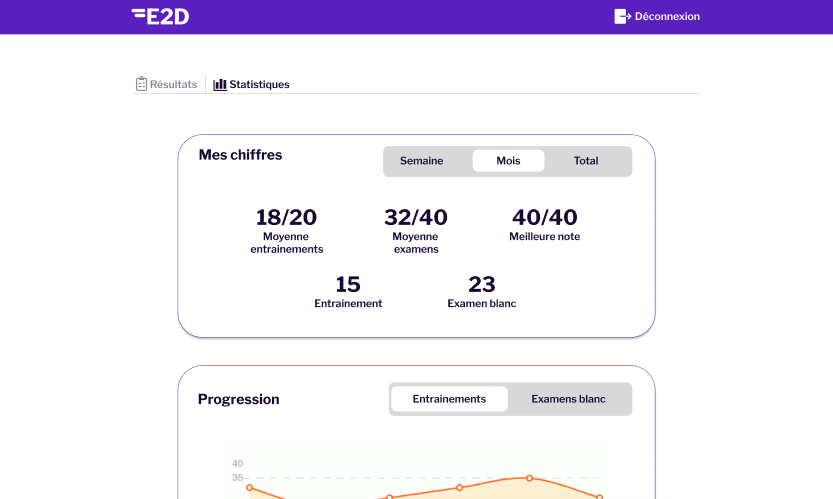 E2D
Déconnexion
Résultats
Statistiques
Mes chiffres
Semaine
Mois
Total
18/20
Moyenne
entrainements
32/40
Moyenne
examens
40/40
Meilleure note
15
Entrainement
23
Examen blanc
Progression
Entrainements
Examens blanc
40
35